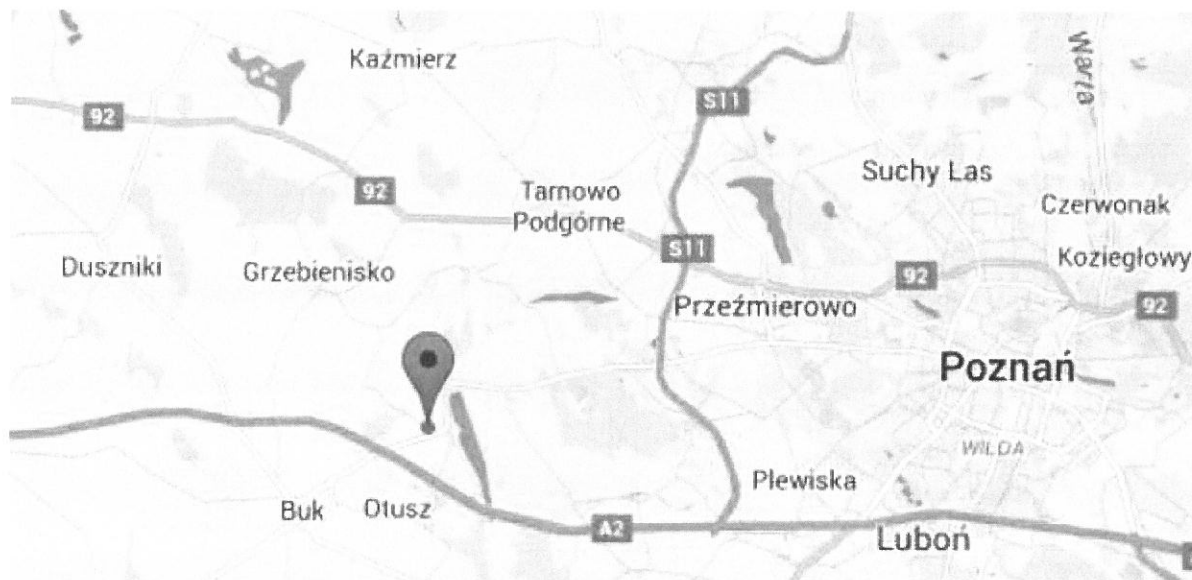 Kaźmierz
Warta
S11
92
Suchy Las
92
Tarnowo
Podgórne
Czerwonak
S11
Duszniki
Grzebienisko
Koziegłowy
92
92
Przeźmierowo
Poznań
WILDA
Plewiska
Buk
Otusz
A2
Luboń